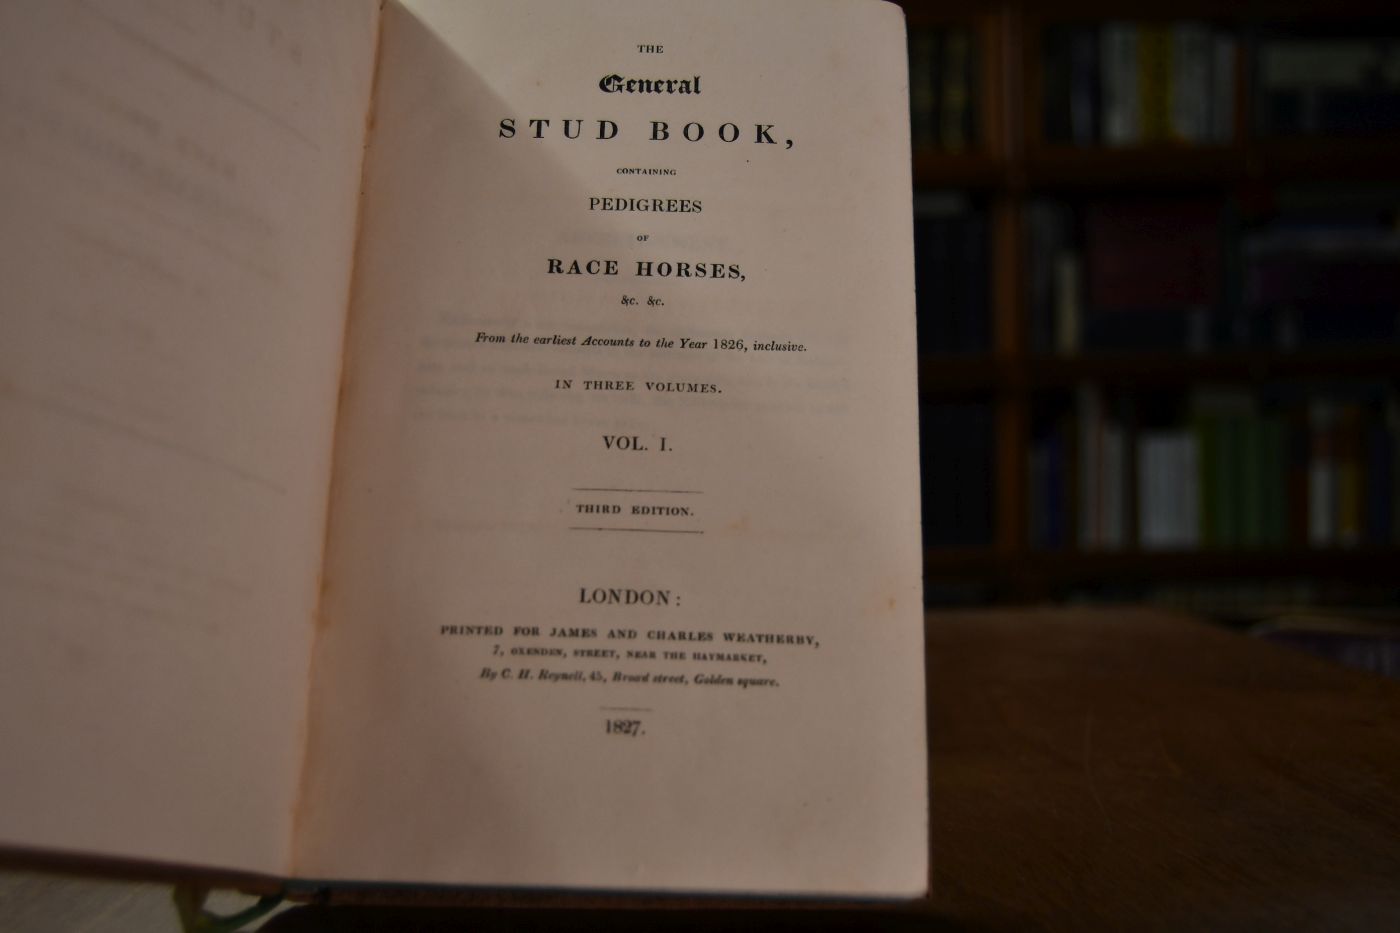 THE
General
STUD BOOK,
CONTAINING
PEDIGREES
OF
RACE HORSES,
&c. &c.
From the earliest Accounts to the Year 1826, inclusive.
IN THREE VOLUMES.
VOL. I.
THIRD EDITION.
LONDON:
PRINTED FOR JAMES AND CHARLES WEATHERBY,
7, OXENDEN, STREET, NEAR THE HAYMARKET,
By C. H. Reynell, 45, Broad street, Golden square.
1827.